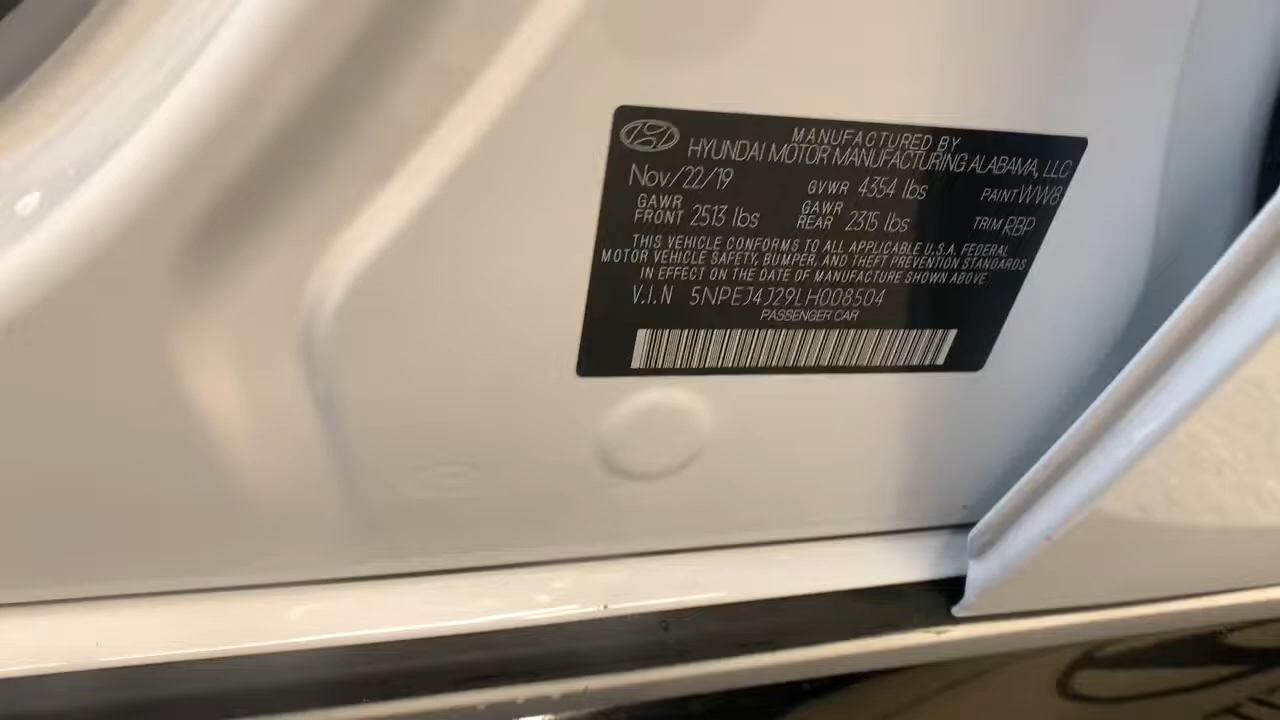 MANUFACTURED BY
HYUNDAI MOTOR MANUFACTURING ALABAMA, LLC
Nov/22/19 GVWR 4354 lbs PAINT WW8
GAWR FRONT 2513 lbs GAWR REAR 2315 lbs TRIM RBP
THIS VEHICLE CONFORMS TO ALL APPLICABLE U.S.A. FEDERAL
MOTOR VEHICLE SAFETY, BUMPER, AND THEFT PREVENTION STANDARDS
IN EFFECT ON THE DATE OF MANUFACTURE SHOWN ABOVE
V.I.N 5NPEJ4J29LH008504
PASSENGER CAR